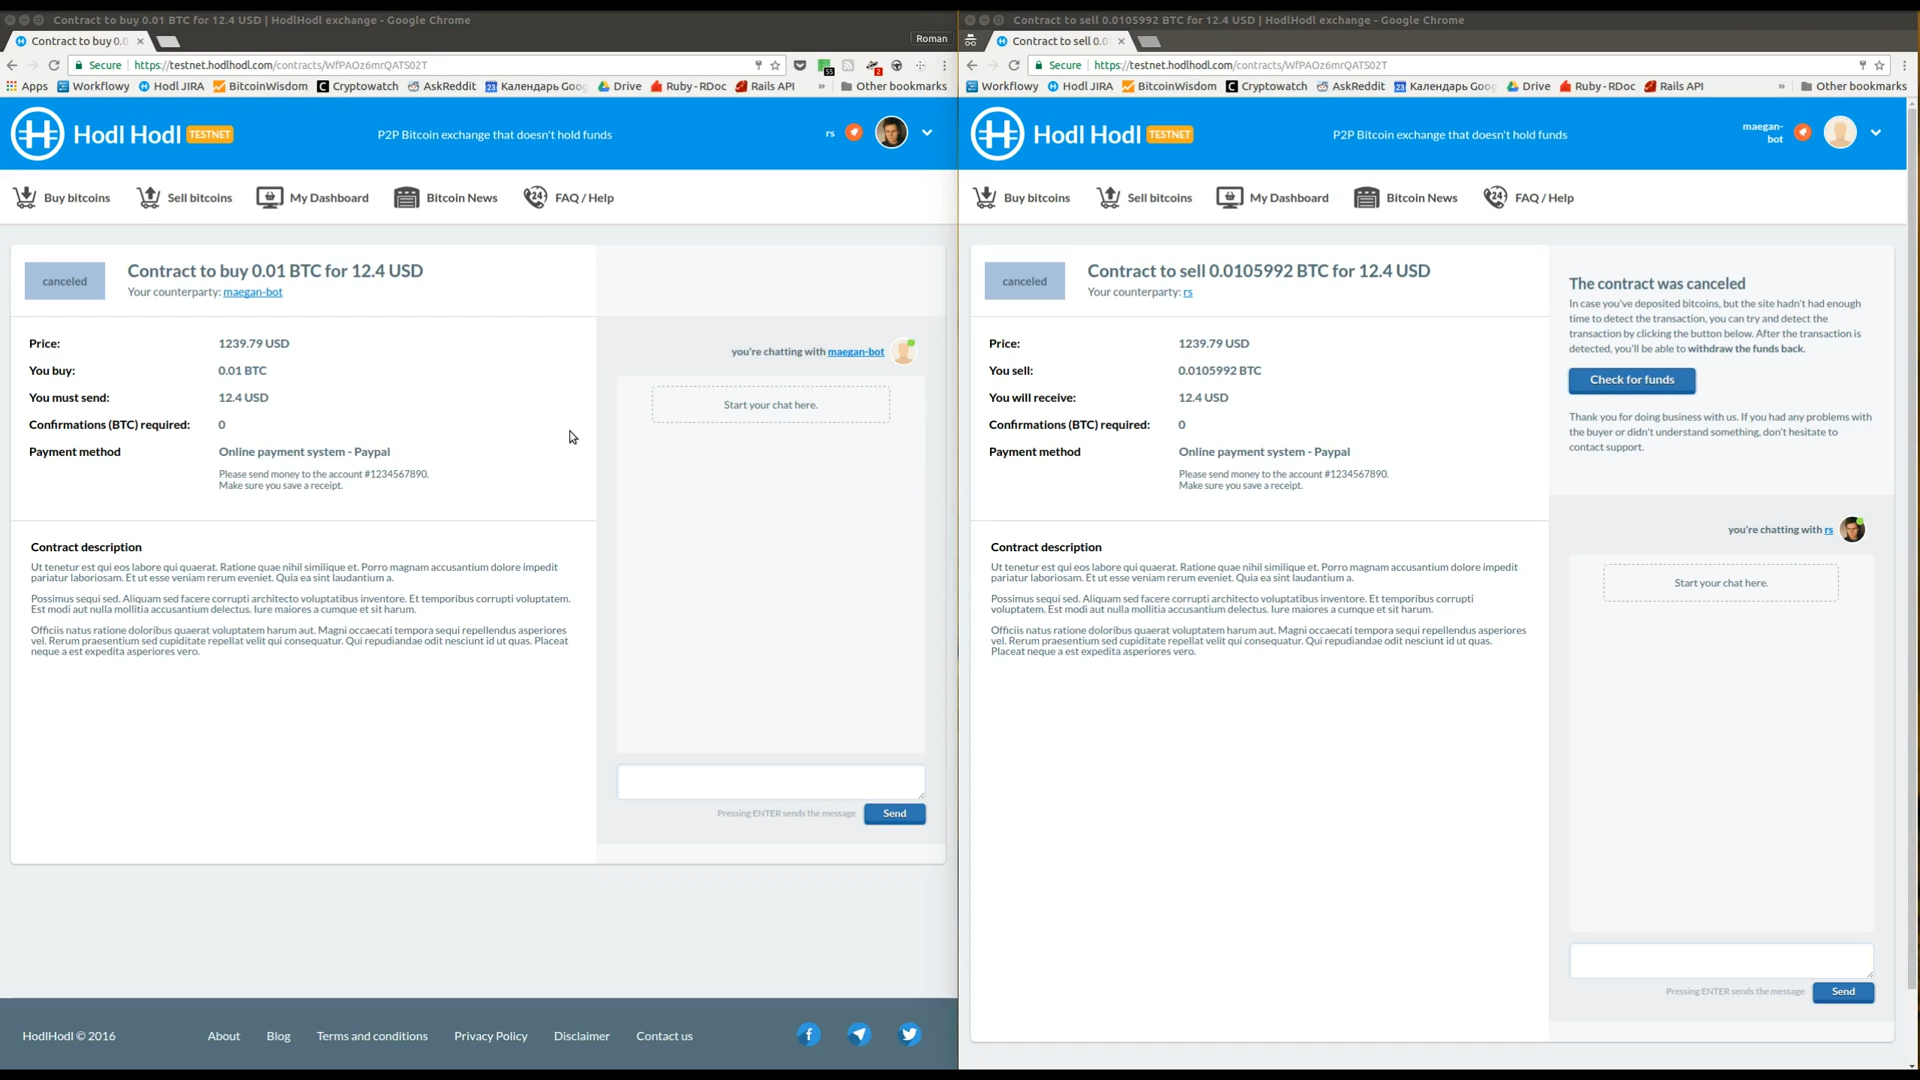 Contract to buy 0.01 BTC for 12.4 USD | HodlHodl exchange - Google Chrome
Contract to buy 0.0
Roman
Secure https://testnet.hodlhodl.com/contracts/WfPAOz6mrQATS02T
55
2
Apps Workflowy Hodl JIRA BitcoinWisdom Cryptowatch AskReddit 23 Календарь Goo Drive Ruby-RDoc Rails API » Other bookmarks
Hodl Hodl TESTNET
P2P Bitcoin exchange that doesn't hold funds
rs
Buy bitcoins Sell bitcoins My Dashboard Bitcoin News 24 FAQ / Help
canceled
Contract to buy 0.01 BTC for 12.4 USD
Your counterparty: maegan-bot
Price: 1239.79 USD
You buy: 0.01 BTC
You must send: 12.4 USD
Confirmations (BTC) required: 0
Payment method Online payment system - Paypal
Please send money to the account #1234567890.
Make sure you save a receipt.
Contract description
Ut tenetur est qui eos labore qui quaerat. Ratione quae nihil similique et. Porro magnam accusantium dolore impedit
pariatur laboriosam. Et ut esse veniam rerum eveniet. Quia ea sint laudantium a.
Possimus sequi sed. Aliquam sed facere corrupti architecto voluptatibus inventore. Et temporibus corrupti voluptatem.
Est modi aut nulla mollitia accusantium delectus. Iure maiores a cumque et sit harum.
Officiis natus ratione doloribus quaerat voluptatem harum aut. Magni occaecati tempora sequi repellendus asperiores
vel. Rerum praesentium sed cupiditate repellat velit qui consequatur. Qui repudiandae odit nesciunt id ut quas. Placeat
neque a est expedita asperiores vero.
you're chatting with maegan-bot
Start your chat here.
Pressing ENTER sends the message Send
HodlHodl © 2016 About Blog Terms and conditions Privacy Policy Disclaimer Contact us
Contract to sell 0.0105992 BTC for 12.4 USD | HodlHodl exchange - Google Chrome
Contract to sell 0.0
Secure https://testnet.hodlhodl.com/contracts/WfPAOz6mrQATS02T
Workflowy Hodl JIRA BitcoinWisdom Cryptowatch AskReddit 23 Календарь Goo Drive Ruby-RDoc Rails API » Other bookmarks
Hodl Hodl TESTNET
P2P Bitcoin exchange that doesn't hold funds
maegan-
bot
Buy bitcoins Sell bitcoins My Dashboard Bitcoin News 24 FAQ / Help
canceled
Contract to sell 0.0105992 BTC for 12.4 USD
Your counterparty: rs
Price: 1239.79 USD
You sell: 0.0105992 BTC
You will receive: 12.4 USD
Confirmations (BTC) required: 0
Payment method Online payment system - Paypal
Please send money to the account #1234567890.
Make sure you save a receipt.
Contract description
Ut tenetur est qui eos labore qui quaerat. Ratione quae nihil similique et. Porro magnam accusantium dolore impedit
pariatur laboriosam. Et ut esse veniam rerum eveniet. Quia ea sint laudantium a.
Possimus sequi sed. Aliquam sed facere corrupti architecto voluptatibus inventore. Et temporibus corrupti
voluptatem. Est modi aut nulla mollitia accusantium delectus. Iure maiores a cumque et sit harum.
Officiis natus ratione doloribus quaerat voluptatem harum aut. Magni occaecati tempora sequi repellendus asperiores
vel. Rerum praesentium sed cupiditate repellat velit qui consequatur. Qui repudiandae odit nesciunt id ut quas.
Placeat neque a est expedita asperiores vero.
The contract was canceled
In case you've deposited bitcoins, but the site hadn't had enough
time to detect the transaction, you can try and detect the
transaction by clicking the button below. After the transaction is
detected, you'll be able to withdraw the funds back.
Check for funds
Thank you for doing business with us. If you had any problems with
the buyer or didn't understand something, don't hesitate to
contact support.
you're chatting with rs
Start your chat here.
Pressing ENTER sends the message Send